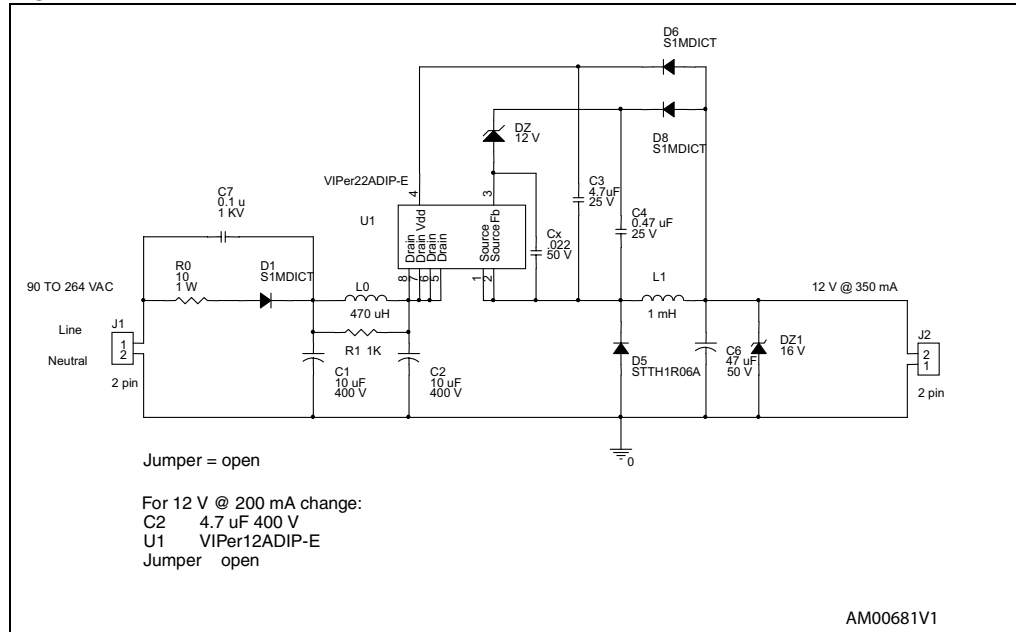 D6
S1MDICT
DZ
12 V
D8
S1MDICT
VIPer22ADIP-E
4
3
C3
4.7uF
25 V
C7
0.1 u
1 KV
U1
Drain Vdd
Drain
Drain
Drain
Source Fb
Source
C4
0.47 uF
25 V
Cx
.022
50 V
8
7
6
5
1
2
R0
10
1 W
D1
S1MDICT
L0
470 uH
L1
1 mH
90 TO 264 VAC
12 V @ 350 mA
Line
J1
1
2
Neutral
2 pin
R1 1K
C1
10 uF
400 V
C2
10 uF
400 V
D5
STTH1R06A
C6
47 uF
50 V
DZ1
16 V
J2
2
1
2 pin
0
Jumper = open
For 12 V @ 200 mA change:
C2 4.7 uF 400 V
U1 VIPer12ADIP-E
Jumper open
AM00681V1